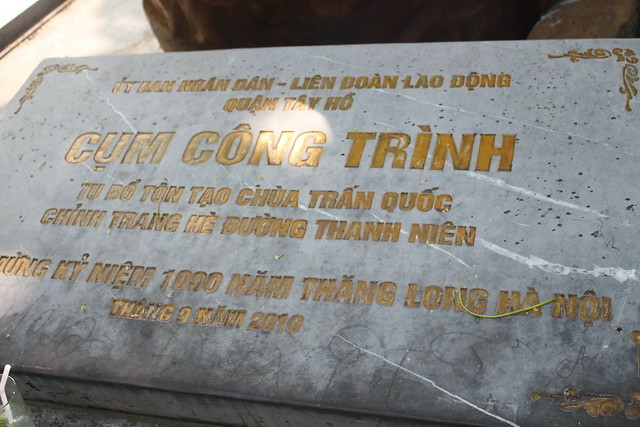 ỦY BAN NHÂN DÂN - LIÊN ĐOÀN LAO ĐỘNG
QUẬN TÂY HỒ
CỤM CÔNG TRÌNH
TU BỔ TÔN TẠO CHÙA TRẤN QUỐC
CHỈNH TRANG HÈ ĐƯỜNG THANH NIÊN
KỶ NIỆM 1000 NĂM THĂNG LONG HÀ NỘI
THÁNG 9 NĂM 2010